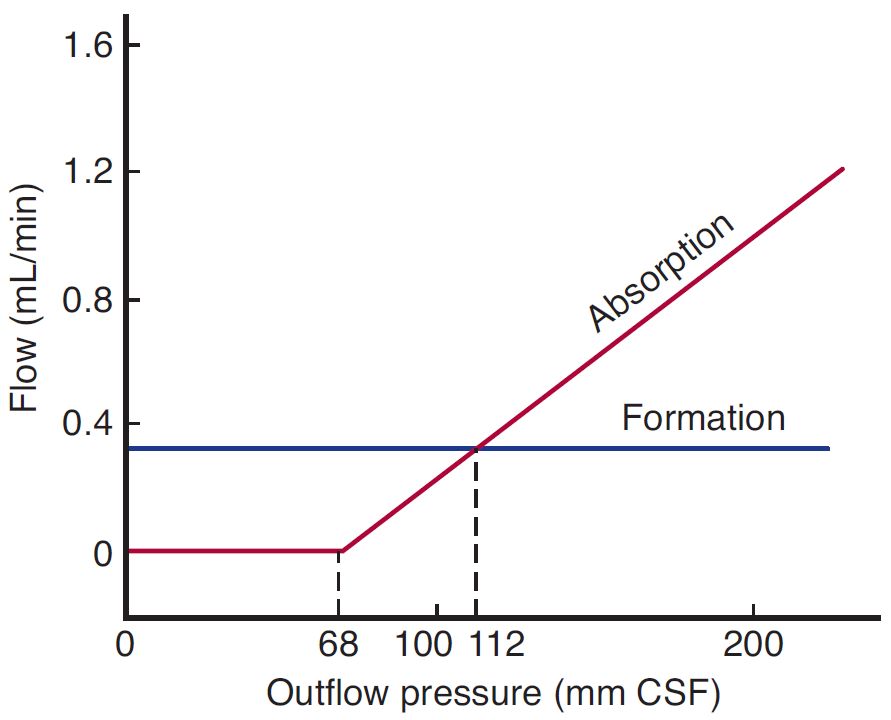 1.6
1.2
0.8
0.4
0
Flow (mL/min)
Absorption
Formation
0 68 100 112 200
Outflow pressure (mm CSF)